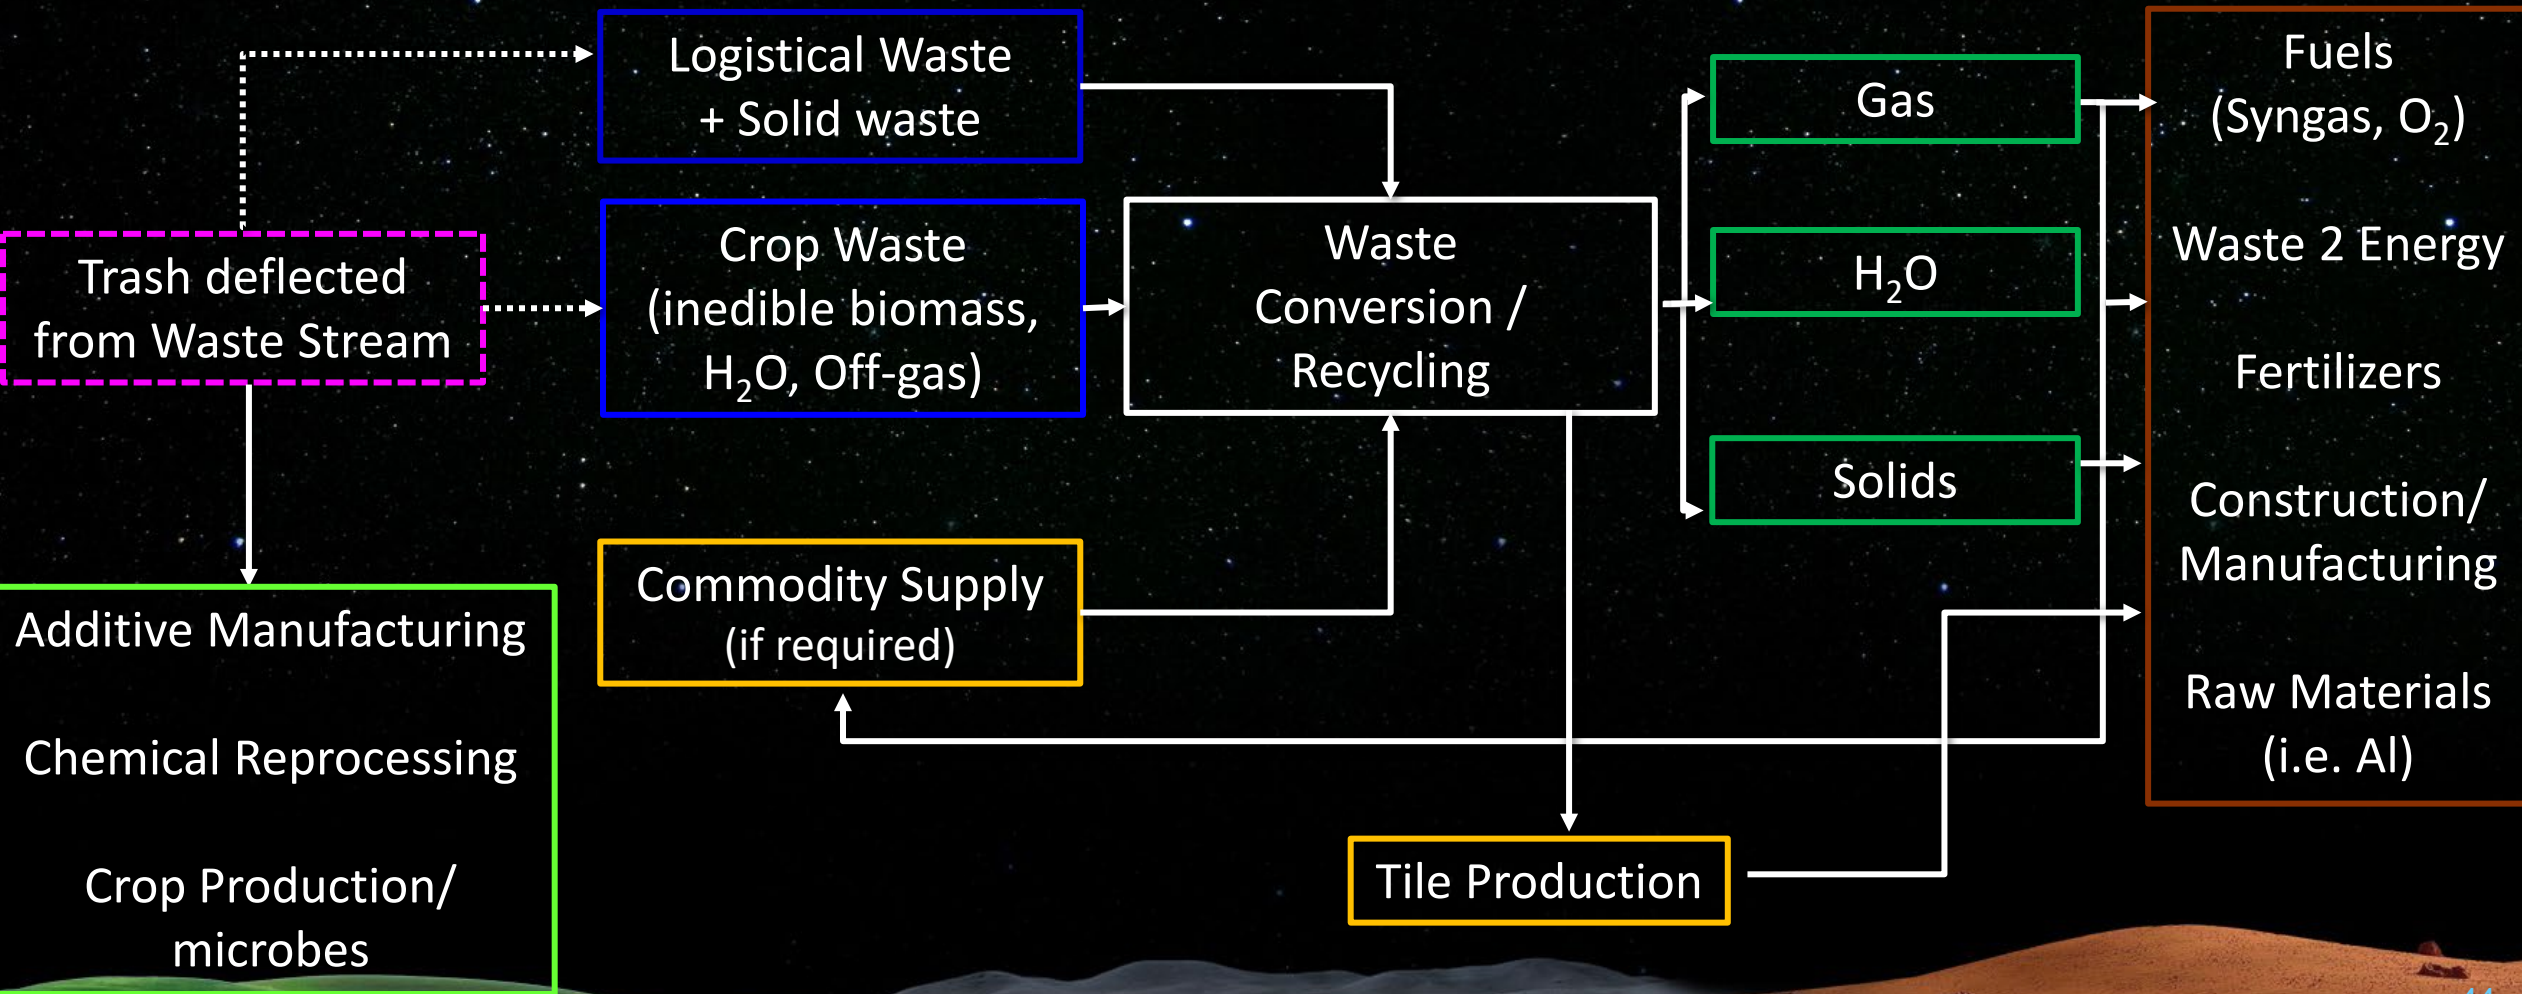 Logistical Waste
+ Solid waste
Trash deflected
from Waste Stream
Crop Waste
(inedible biomass,
H₂O, Off-gas)
Waste
Conversion /
Recycling
Gas
H₂O
Solids
Fuels
(Syngas, O₂)
Waste 2 Energy
Fertilizers
Construction/
Manufacturing
Raw Materials
(i.e. Al)
Commodity Supply
(if required)
Additive Manufacturing
Chemical Reprocessing
Crop Production/
microbes
Tile Production